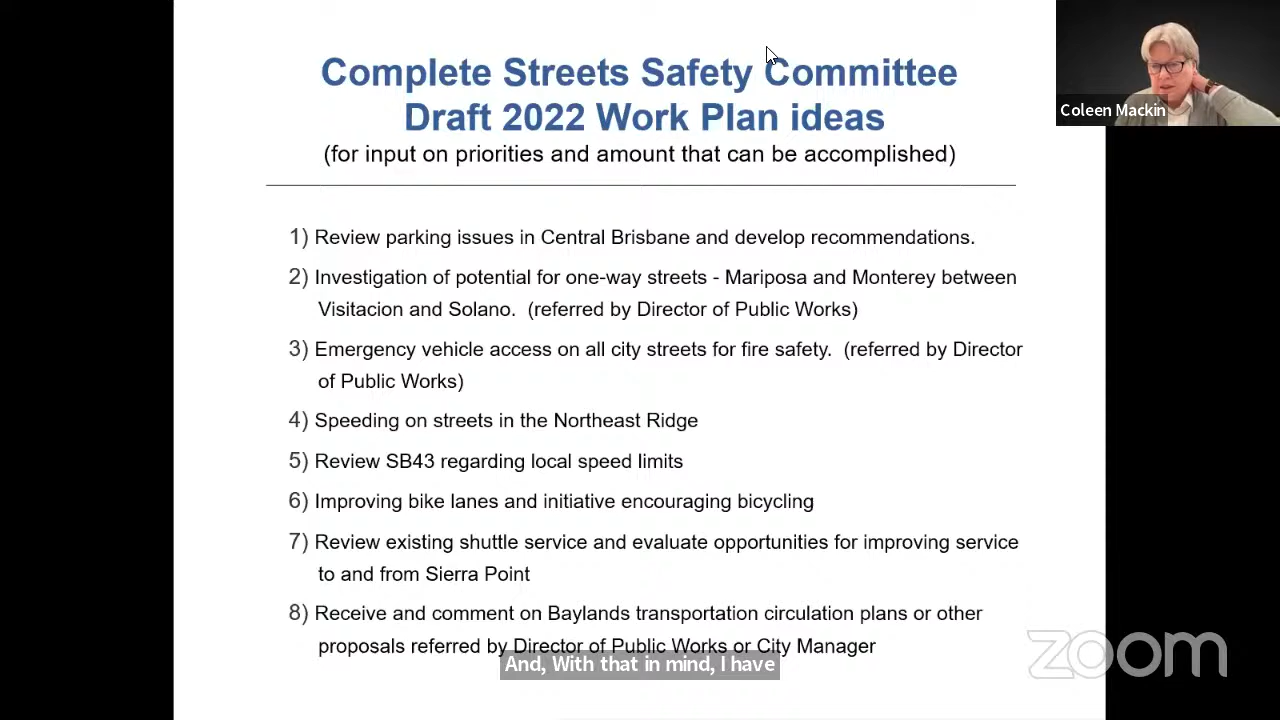 Complete Streets Safety Committee
Draft 2022 Work Plan ideas
(for input on priorities and amount that can be accomplished)
Coleen Mackin
1) Review parking issues in Central Brisbane and develop recommendations.
2) Investigation of potential for one-way streets - Mariposa and Monterey between
Visitacion and Solano.  (referred by Director of Public Works)
3) Emergency vehicle access on all city streets for fire safety.  (referred by Director
of Public Works)
4) Speeding on streets in the Northeast Ridge
5) Review SB43 regarding local speed limits
6) Improving bike lanes and initiative encouraging bicycling
7) Review existing shuttle service and evaluate opportunities for improving service
to and from Sierra Point
8) Receive and comment on Baylands transportation circulation plans or other
proposals referred by Director of Public Works or City Manager
And, With that in mind, I have
zoom